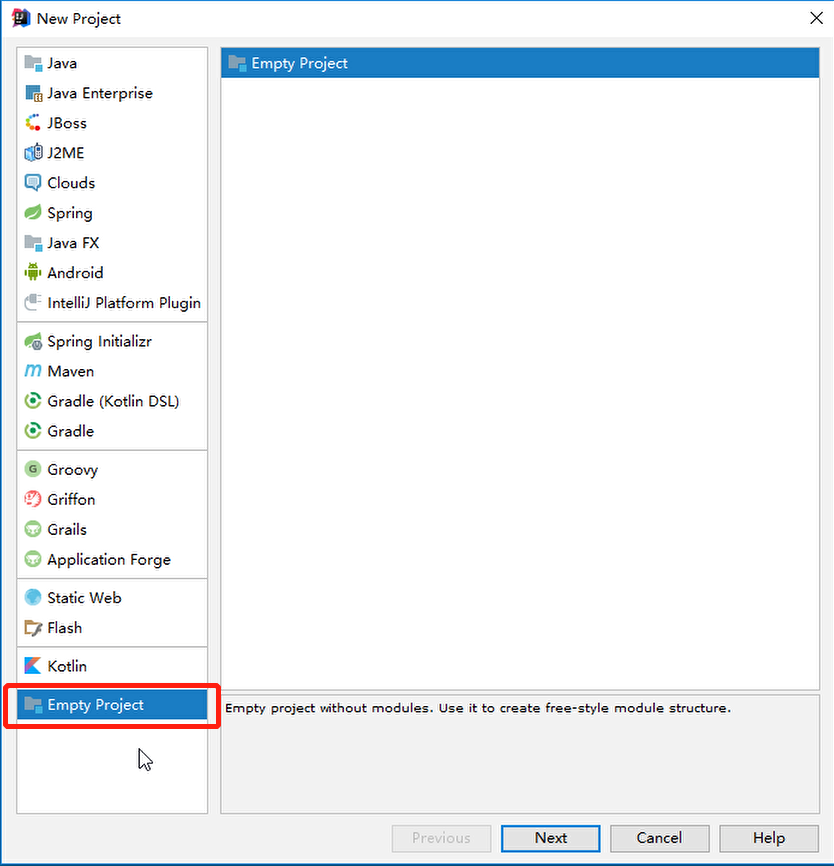 New Project
Java
Java Enterprise
JBoss
J2ME
Clouds
Spring
Java FX
Android
IntelliJ Platform Plugin
Spring Initializr
Maven
Gradle (Kotlin DSL)
Gradle
Groovy
Griffon
Grails
Application Forge
Static Web
Flash
Kotlin
Empty Project
Empty Project
Empty project without modules. Use it to create free-style module structure.
Previous
Next
Cancel
Help